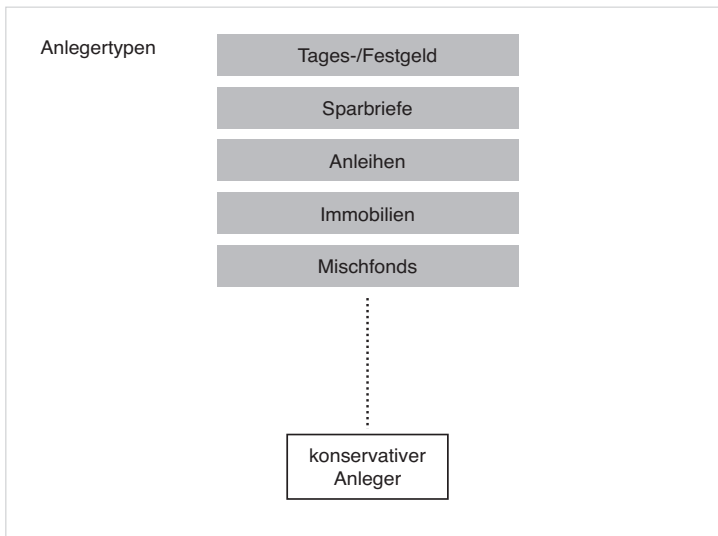 Anlegertypen
Tages-/Festgeld
Sparbriefe
Anleihen
Immobilien
Mischfonds
konservativer
Anleger